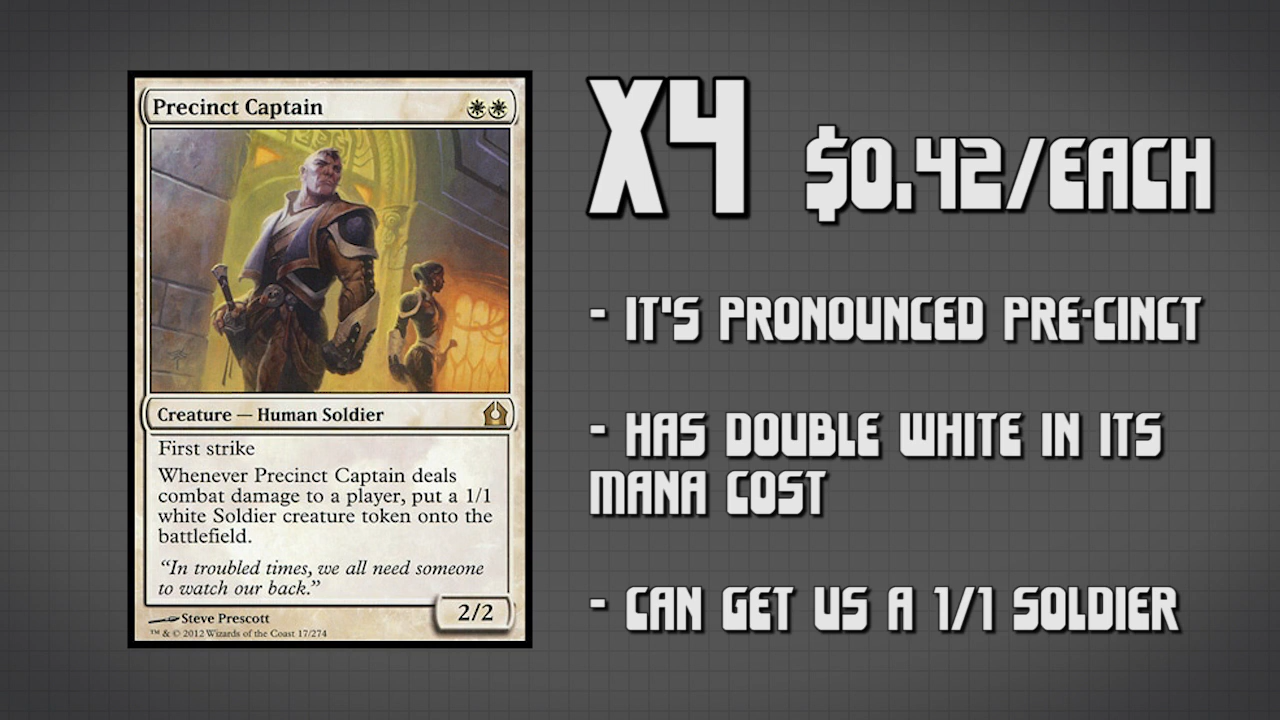 Precinct Captain
First strike
Whenever Precinct Captain deals
combat damage to a player, put a 1/1
white Soldier creature token onto the
battlefield.
"In troubled times, we all need someone
to watch our back."
Creature — Human Soldier
2/2
Steve Prescott
™ & © 2012 Wizards of the Coast 17/274
X4 $0.42/EACH
- IT'S PRONOUNCED PRE-CINCT
- HAS DOUBLE WHITE IN ITS
MANA COST
- CAN GET US A 1/1 SOLDIER